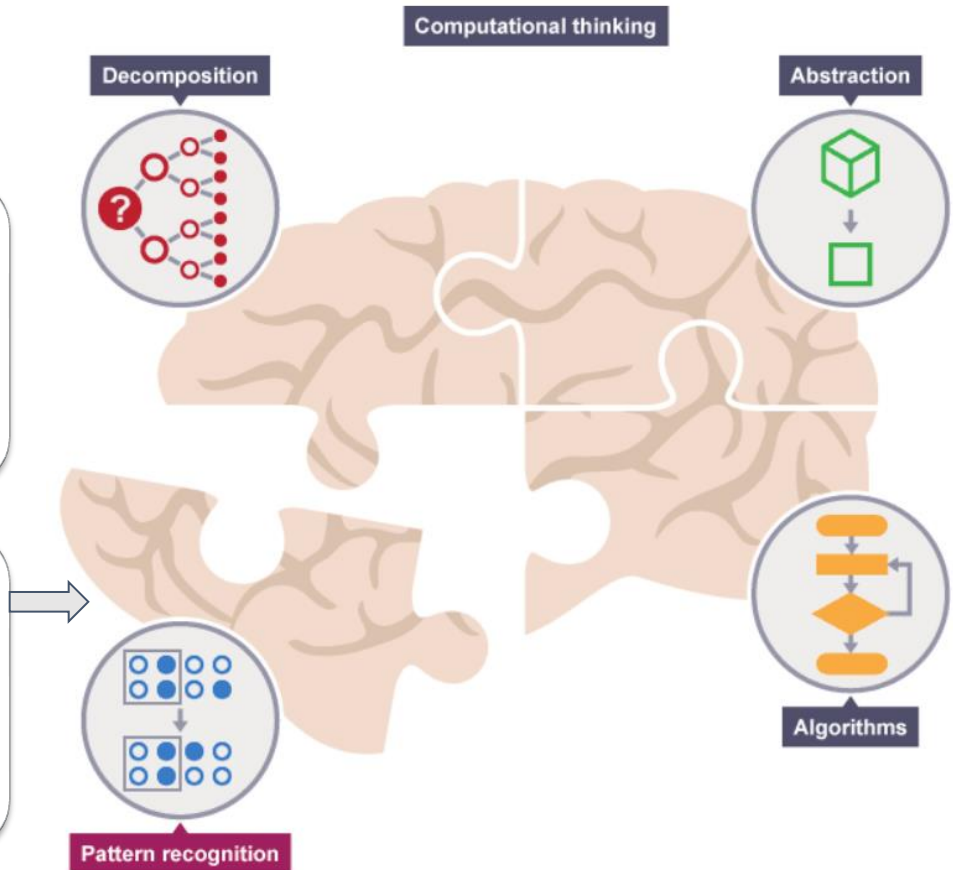 Computational thinking
Decomposition
Abstraction
?
Algorithms
Pattern recognition